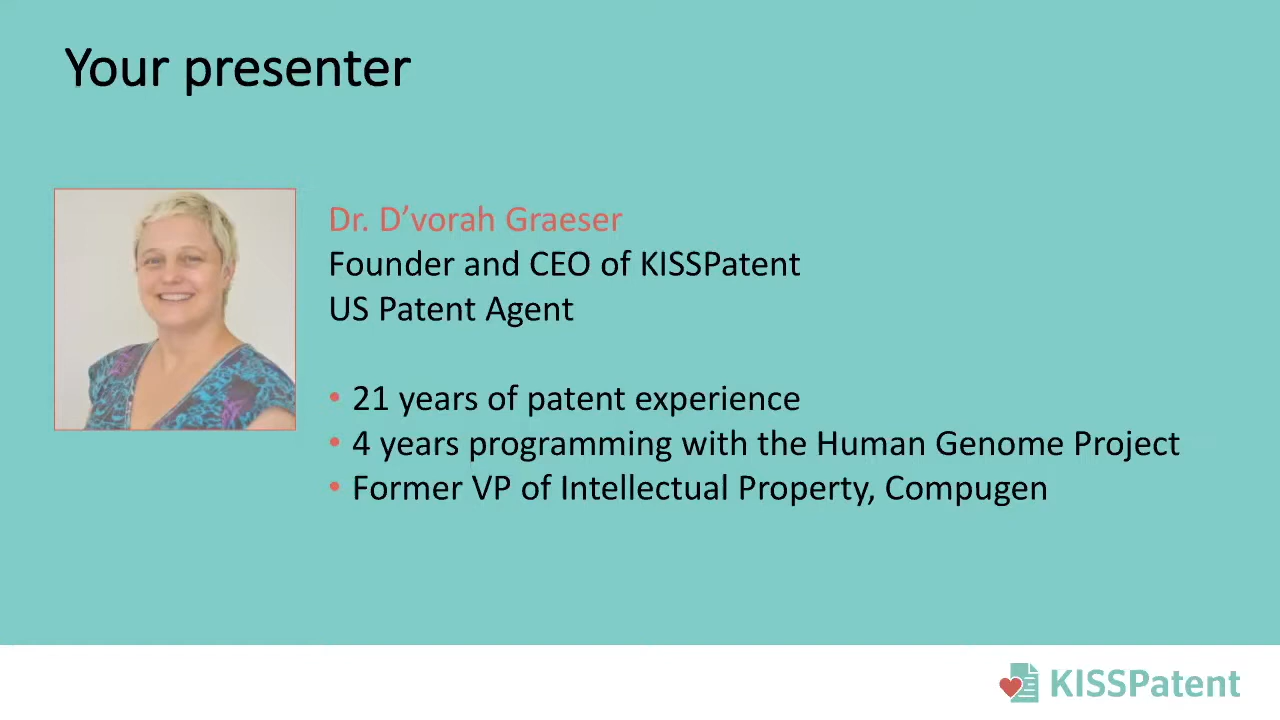 Your presenter
Dr. D’vorah Graeser
Founder and CEO of KISSPatent
US Patent Agent
• 21 years of patent experience
• 4 years programming with the Human Genome Project
• Former VP of Intellectual Property, Compugen
KISSPatent